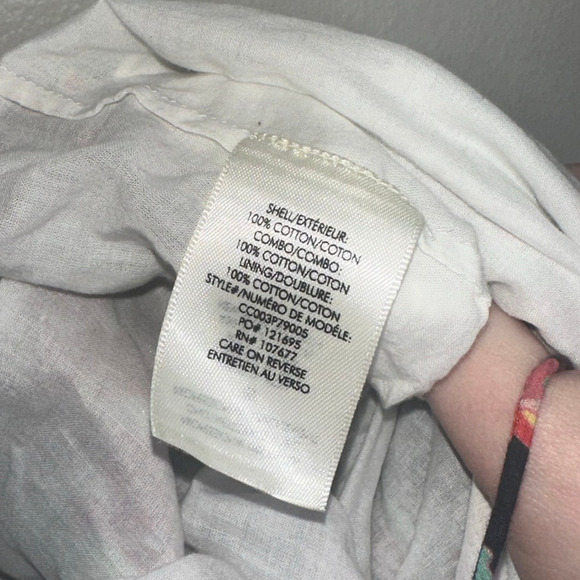 SHELL/EXTÉRIEUR:
100% COTTON/COTON
COMBO/COMBO:
100% COTTON/COTON
LINING/DOUBLURE:
100% COTTON/COTON
STYLE#/NUMÉRO DE MODÈLE:
CC003P79005
PO# 121695
RN# 107677
CARE ON REVERSE
ENTRETIEN AU VERSO